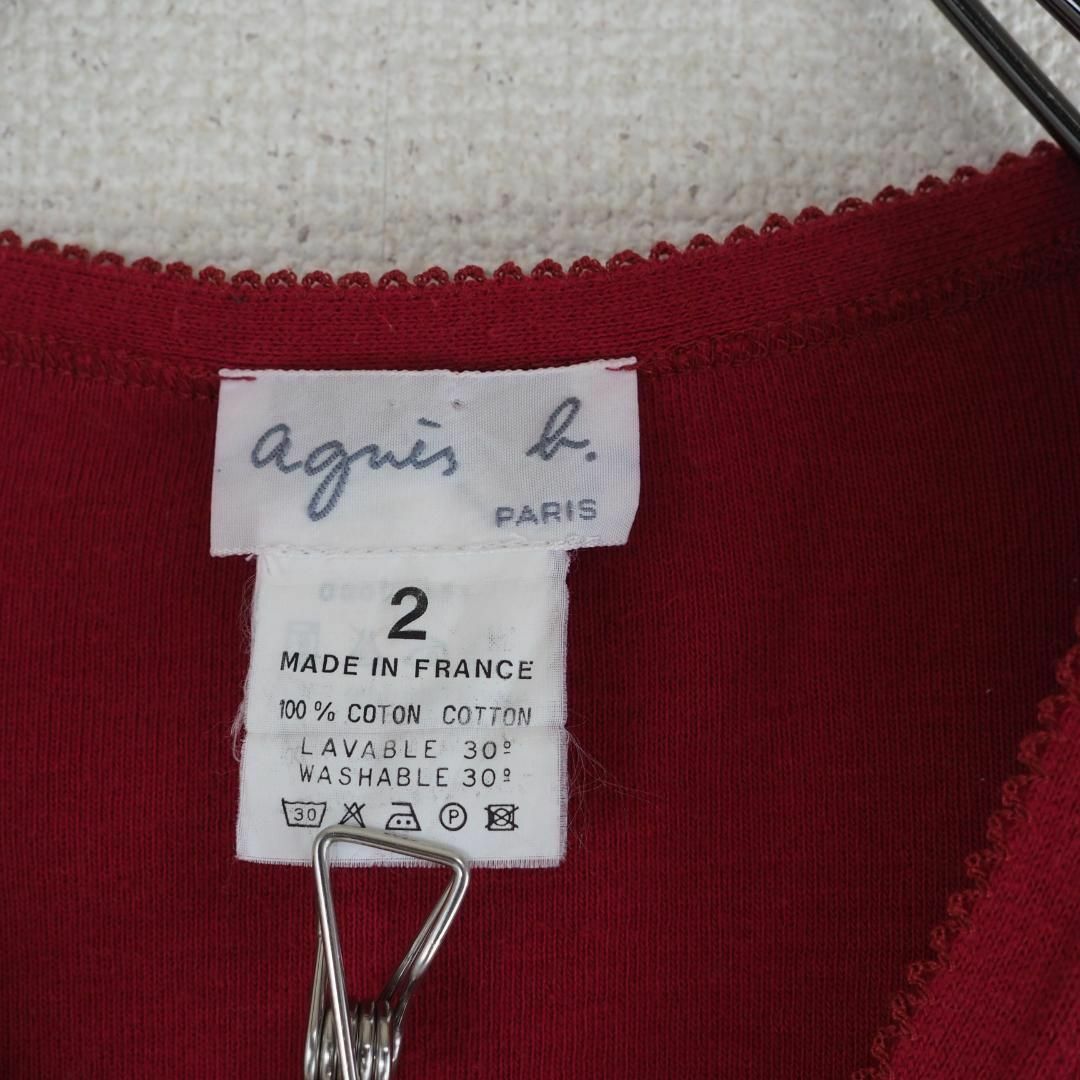 agnès b.
PARIS
2
MADE IN FRANCE
100% COTON COTTON
LAVABLE 30º
WASHABLE 30º
30 P